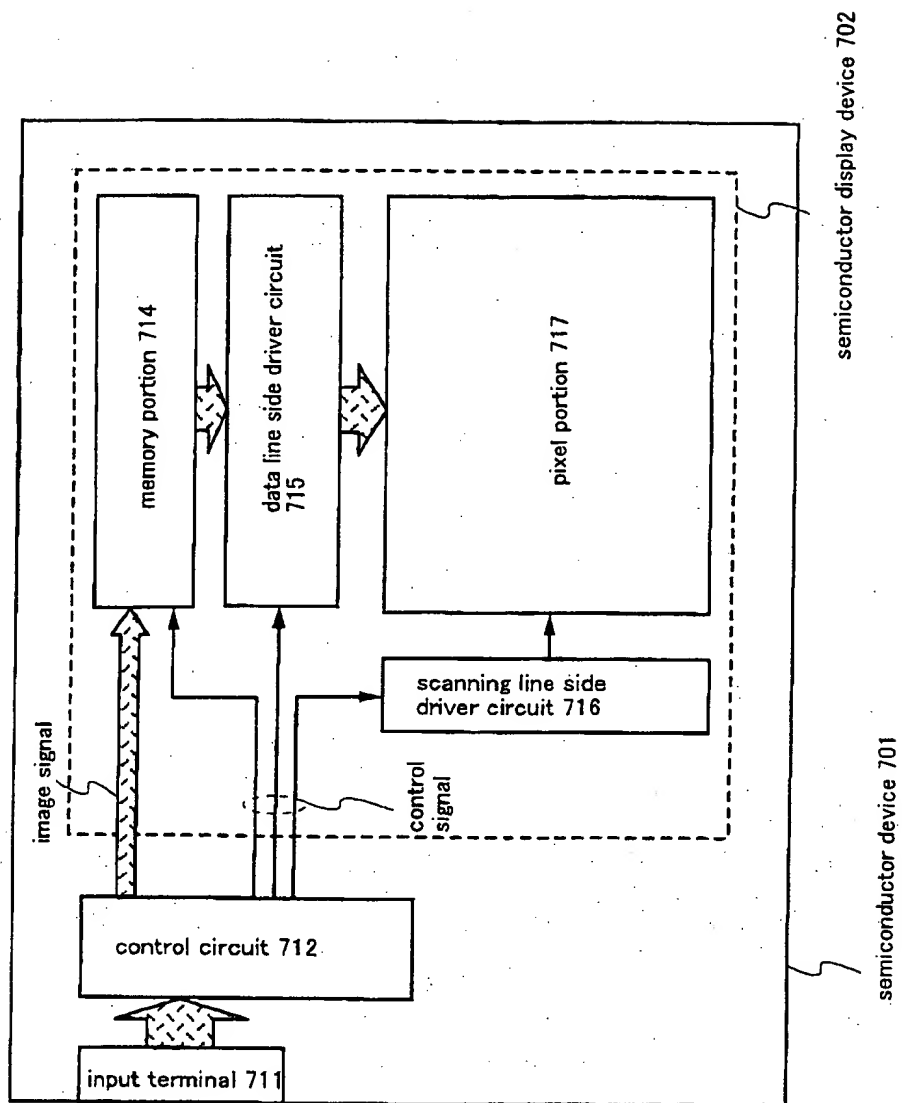 input terminal 711
control circuit 712
image signal
control
signal
memory portion 714
data line side driver circuit
715
scanning line side
driver circuit 716
pixel portion 717
semiconductor display device 702
semiconductor device 701